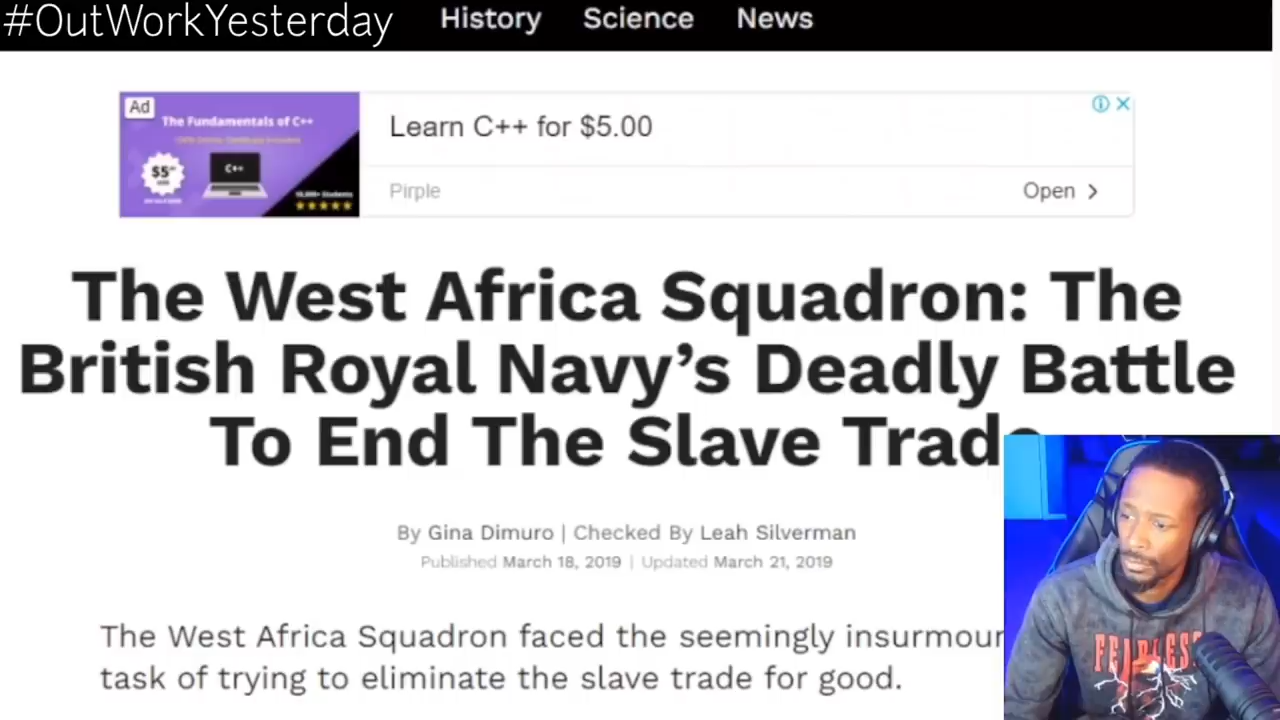 #OutWorkYesterday
History Science News
Ad
The Fundamentals of C++
$5
C++
Learn C++ for $5.00
Pirple
Open
The West Africa Squadron: The
British Royal Navy's Deadly Battle
To End The Slave Trade
By Gina Dimuro | Checked By Leah Silverman
Published March 18, 2019 | Updated March 21, 2019
The West Africa Squadron faced the seemingly
task of trying to eliminate the slave trade for good.
FEARLESS